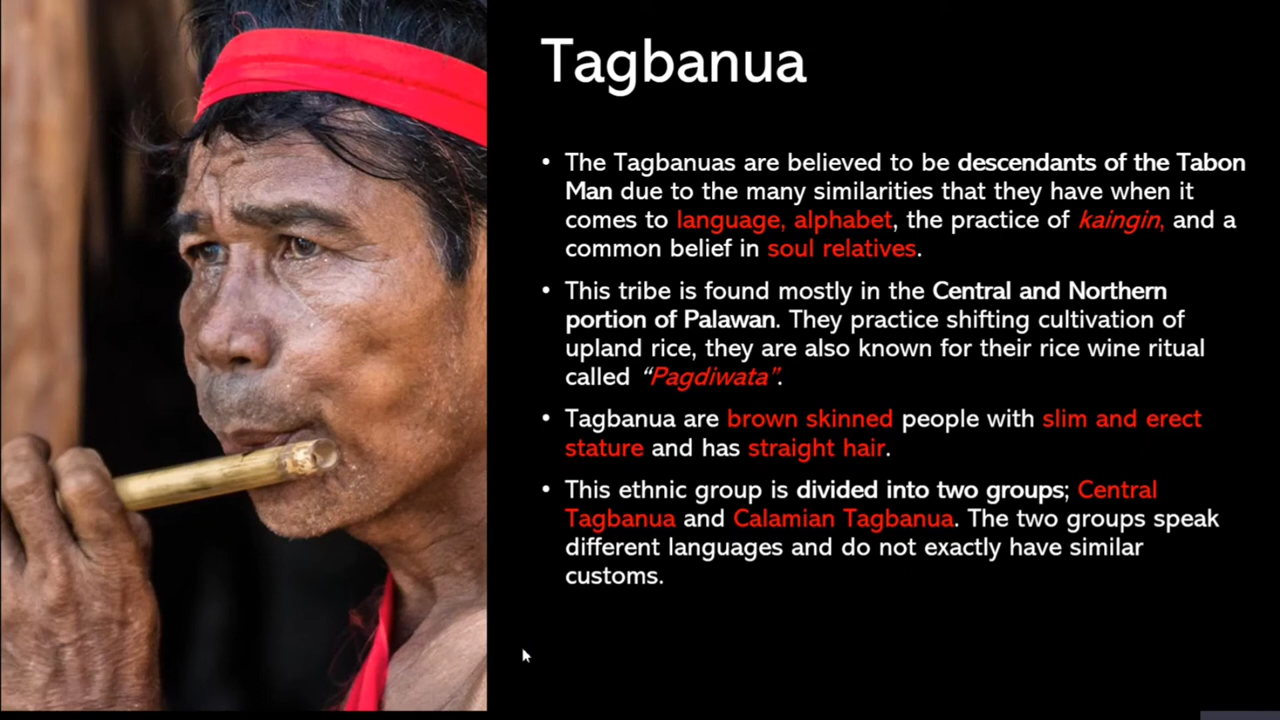 Tagbanua
• The Tagbanuas are believed to be descendants of the Tabon
Man due to the many similarities that they have when it
comes to language, alphabet, the practice of kaingin, and a
common belief in soul relatives.
• This tribe is found mostly in the Central and Northern
portion of Palawan. They practice shifting cultivation of
upland rice, they are also known for their rice wine ritual
called “Pagdiwata”.
• Tagbanua are brown skinned people with slim and erect
stature and has straight hair.
• This ethnic group is divided into two groups; Central
Tagbanua and Calamian Tagbanua. The two groups speak
different languages and do not exactly have similar
customs.